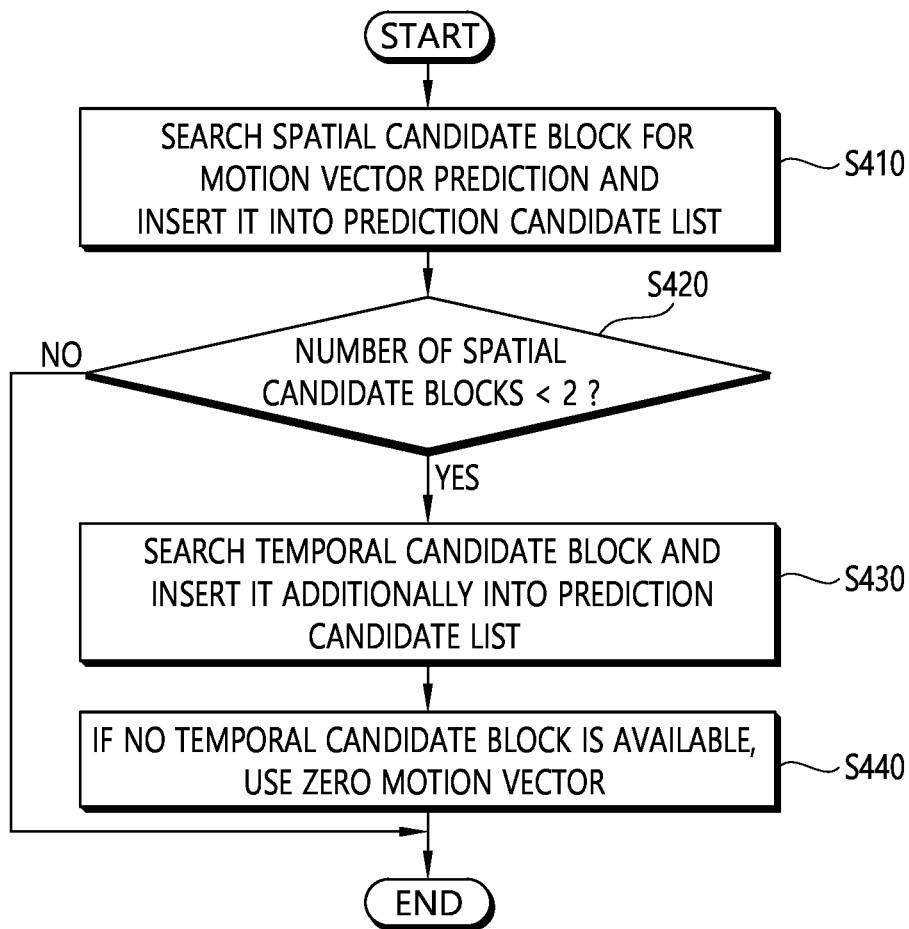 START
SEARCH SPATIAL CANDIDATE BLOCK FOR
MOTION VECTOR PREDICTION AND
INSERT IT INTO PREDICTION CANDIDATE LIST
S410
S420
NUMBER OF SPATIAL
CANDIDATE BLOCKS < 2 ?
NO
YES
SEARCH TEMPORAL CANDIDATE BLOCK AND
INSERT IT ADDITIONALLY INTO PREDICTION
CANDIDATE LIST
S430
IF NO TEMPORAL CANDIDATE BLOCK IS AVAILABLE,
USE ZERO MOTION VECTOR
S440
END